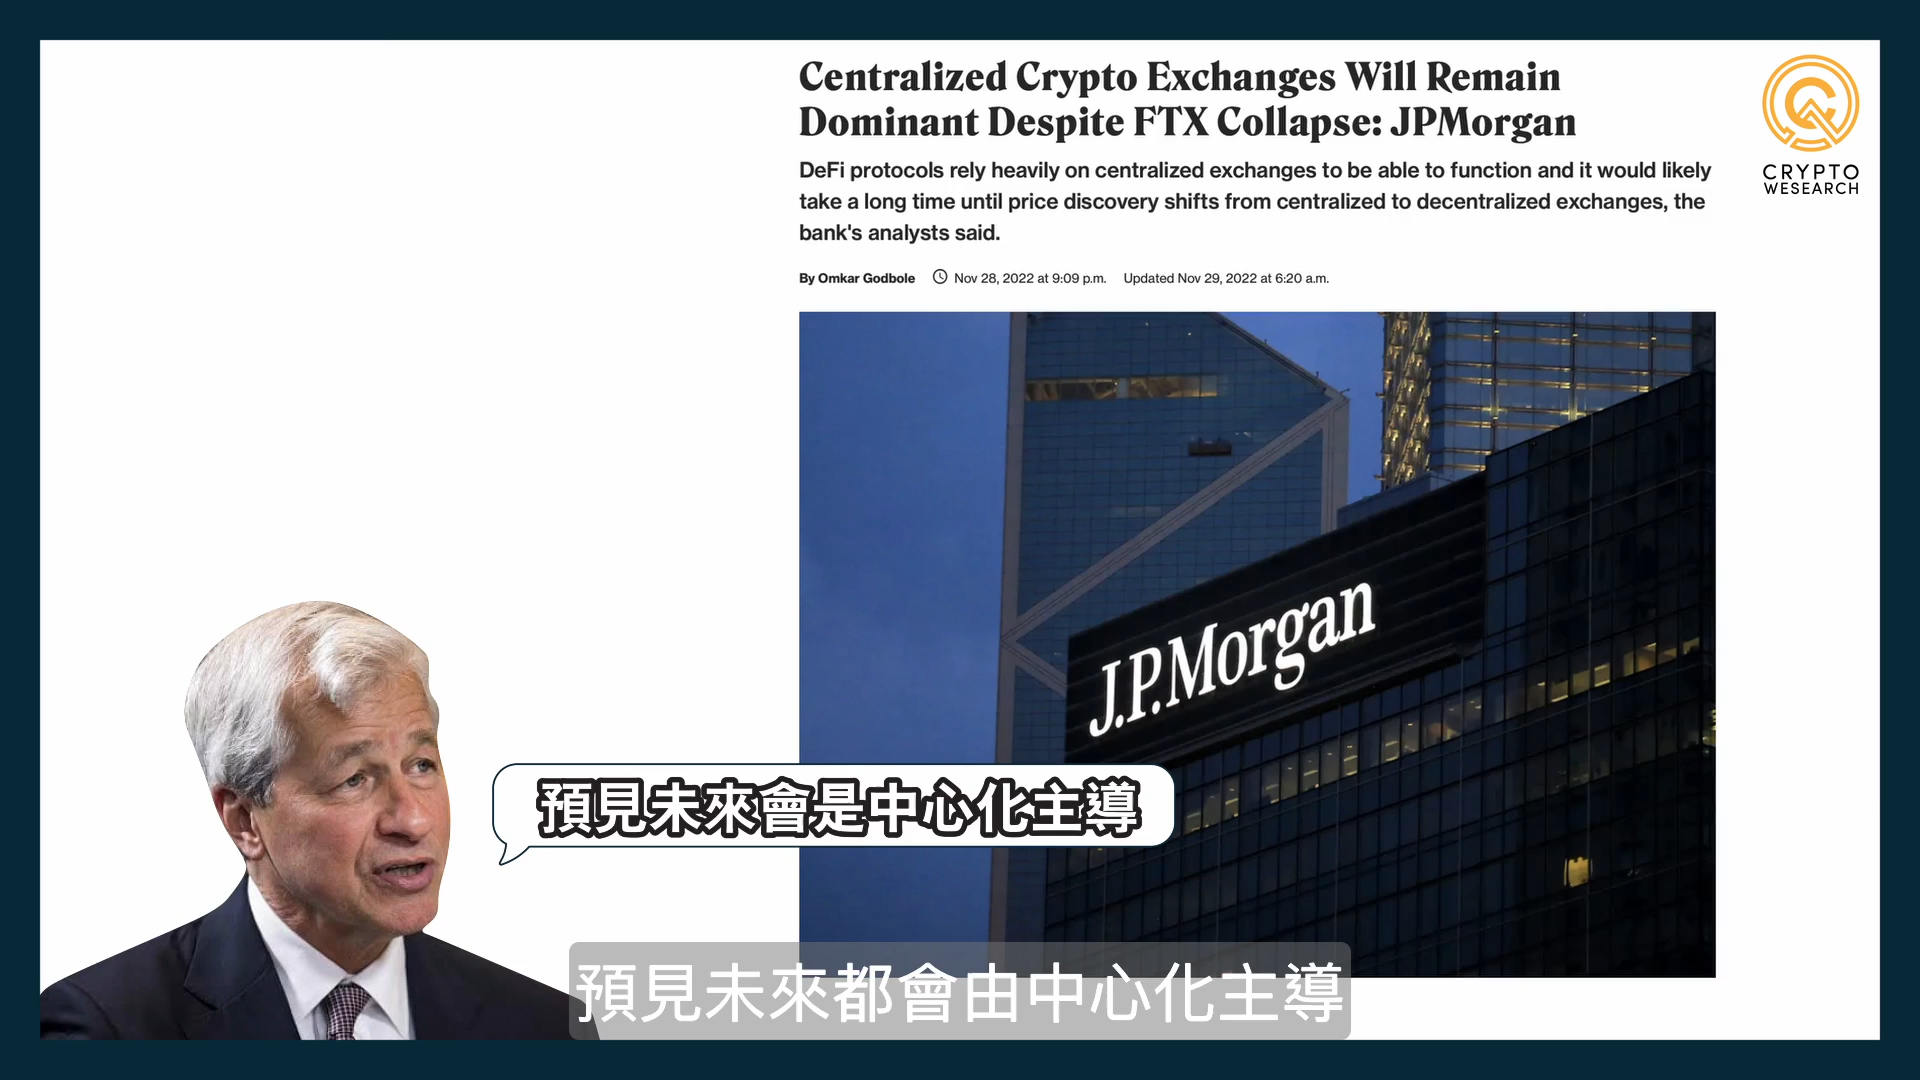 Centralized Crypto Exchanges Will Remain
Dominant Despite FTX Collapse: JPMorgan
DeFi protocols rely heavily on centralized exchanges to be able to function and it would likely
take a long time until price discovery shifts from centralized to decentralized exchanges, the
bank's analysts said.
By Omkar Godbole Nov 28, 2022 at 9:09 p.m. Updated Nov 29, 2022 at 6:20 a.m.
CRYPTO
WESEARCH
J.P.Morgan
預見未來會是中心化主導
預見未來都會由中心化主導